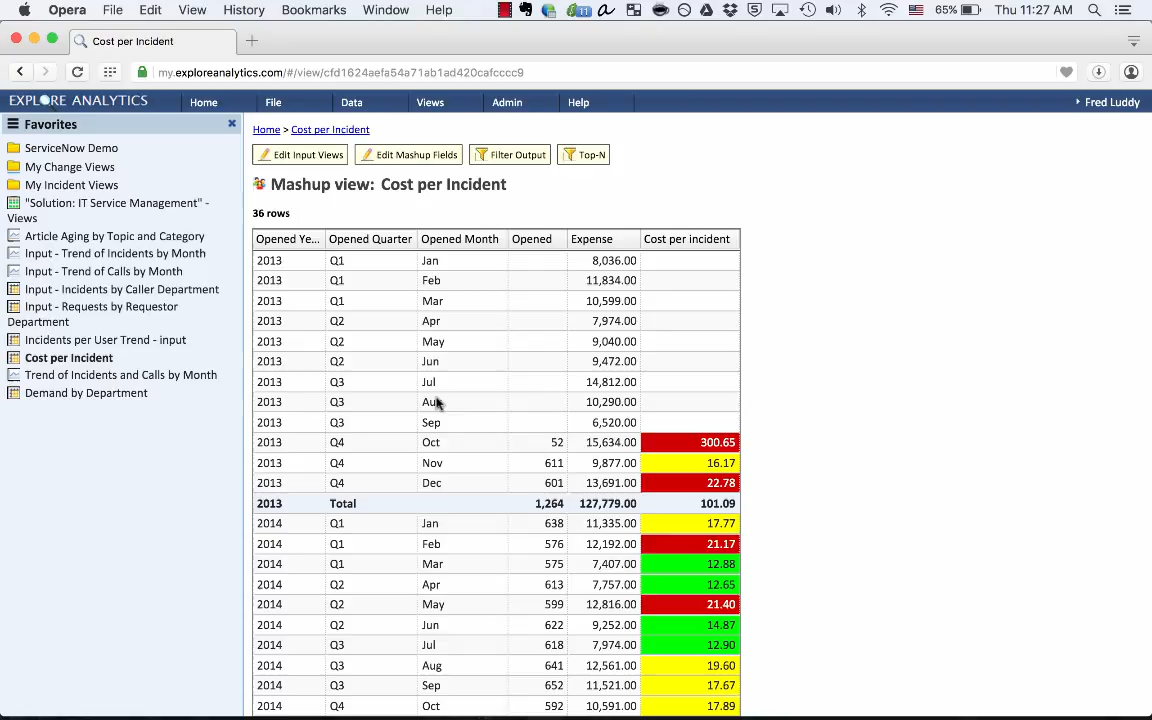 Opera File Edit View History Bookmarks Window Help 11 65% Thu 11:27 AM
Cost per Incident
my.exploreanalytics.com/#/view/cfd1624aefa54a71ab1ad420cafcccc9
EXPLORE ANALYTICS Home File Data Views Admin Help Fred Luddy
Favorites
ServiceNow Demo
My Change Views
My Incident Views
"Solution: IT Service Management" -
Views
Article Aging by Topic and Category
Input - Trend of Incidents by Month
Input - Trend of Calls by Month
Input - Incidents by Caller Department
Input - Requests by Requestor
Department
Incidents per User Trend - input
Cost per Incident
Trend of Incidents and Calls by Month
Demand by Department
Home > Cost per Incident
Edit Input Views Edit Mashup Fields Filter Output Top-N
Mashup view: Cost per Incident
36 rows
Opened Ye... Opened Quarter Opened Month Opened Expense Cost per incident
2013 Q1 Jan 8,036.00
2013 Q1 Feb 11,834.00
2013 Q1 Mar 10,599.00
2013 Q2 Apr 7,974.00
2013 Q2 May 9,040.00
2013 Q2 Jun 9,472.00
2013 Q3 Jul 14,812.00
2013 Q3 Aug 10,290.00
2013 Q3 Sep 6,520.00
2013 Q4 Oct 52 15,634.00 300.65
2013 Q4 Nov 611 9,877.00 16.17
2013 Q4 Dec 601 13,691.00 22.78
2013 Total 1,264 127,779.00 101.09
2014 Q1 Jan 638 11,335.00 17.77
2014 Q1 Feb 576 12,192.00 21.17
2014 Q1 Mar 575 7,407.00 12.88
2014 Q2 Apr 613 7,757.00 12.65
2014 Q2 May 599 12,816.00 21.40
2014 Q2 Jun 622 9,252.00 14.87
2014 Q3 Jul 618 7,974.00 12.90
2014 Q3 Aug 641 12,561.00 19.60
2014 Q3 Sep 652 11,521.00 17.67
2014 Q4 Oct 592 10,591.00 17.89